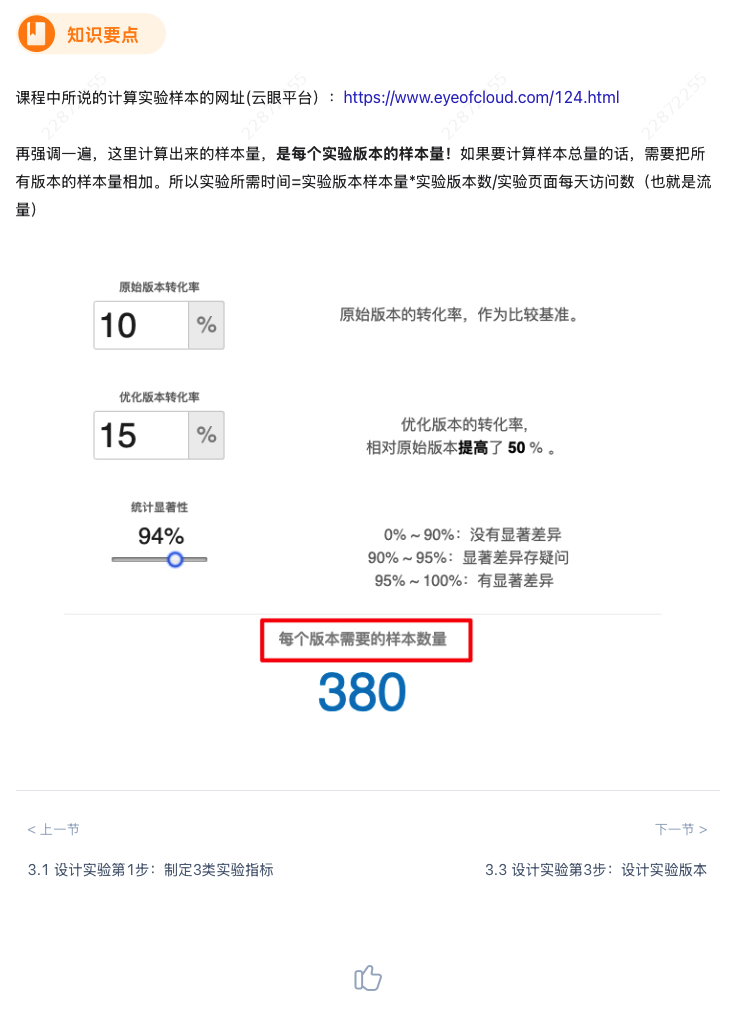 知识要点
课程中所说的计算实验样本的网址(云眼平台）：https://www.eyeofcloud.com/124.html
再强调一遍，这里计算出来的样本量，是每个实验版本的样本量！如果要计算样本总量的话，需要把所
有版本的样本量相加。所以实验所需时间=实验版本样本量*实验版本数/实验页面每天访问数（也就是流
量）
原始版本转化率
10 %
原始版本的转化率，作为比较基准。
优化版本转化率
15 %
优化版本的转化率，
相对原始版本提高了 50 % 。
统计显著性
94%
0% ~ 90%：没有显著差异
90% ~ 95%：显著差异存疑问
95% ~ 100%：有显著差异
每个版本需要的样本数量
380
< 上一节
下一节 >
3.1 设计实验第1步：制定3类实验指标
3.3 设计实验第3步：设计实验版本
22872255
22872255
22872255
22872255